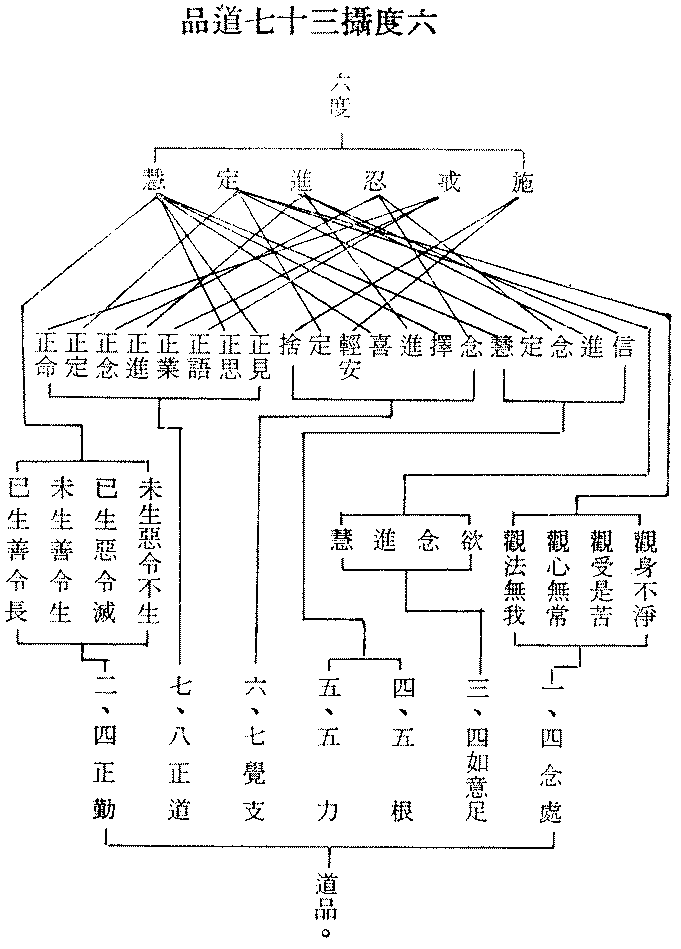 六度攝三十七道品
六度
施
戒
忍
進
定
慧
信
進
念
定
慧
念
擇
進
喜
輕安
定
捨
正見
正思
正語
正業
正進
正念
正定
正命
觀身不淨
觀受是苦
觀心無常
觀法無我
欲
念
進
慧
未生惡令不生
已生惡令滅
未生善令生
已生善令長
一、四念處
三、四如意足
四、五根
五、五力
六、七覺支
七、八正道
二、四正勤
道品。